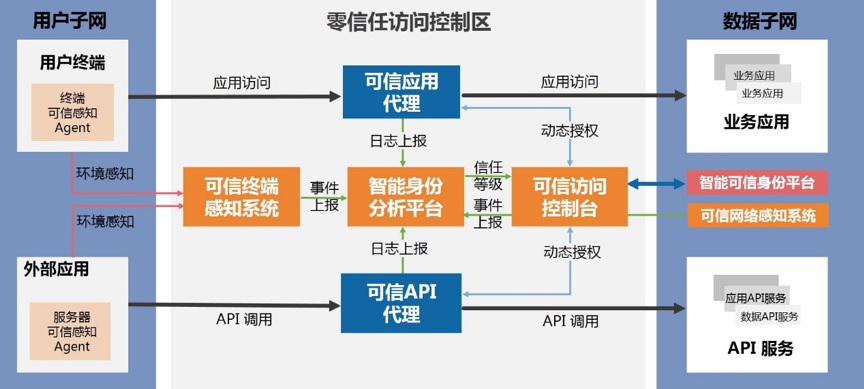 用户子网
零信任访问控制区
数据子网
用户终端
终端
可信感知
Agent
应用访问
可信应用
代理
应用访问
业务应用
业务应用
业务应用
日志上报
动态授权
环境感知
可信终端
感知系统
事件
上报
智能身份
分析平台
信任
等级
事件
上报
可信访问
控制台
智能可信身份平台
可信网络感知系统
环境感知
日志上报
动态授权
外部应用
服务器
可信感知
Agent
API 调用
可信API
代理
API 调用
应用API服务
数据API服务
API 服务